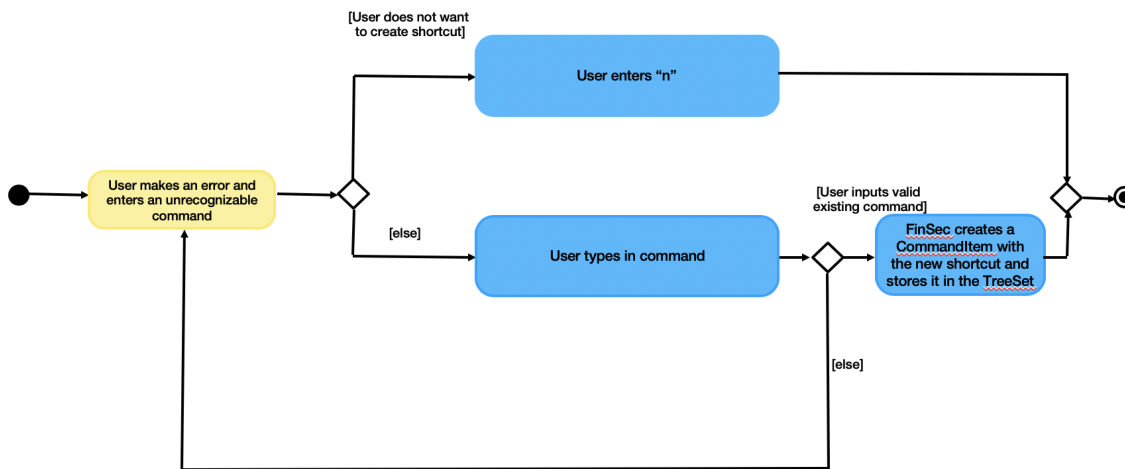 [User does not want
to create shortcut]
User enters “n”
User makes an error and
enters an unrecognizable
command
[else]
User types in command
[User inputs valid
existing command]
FinSec creates a
CommandItem with
the new shortcut and
stores it in the TreeSet
[else]